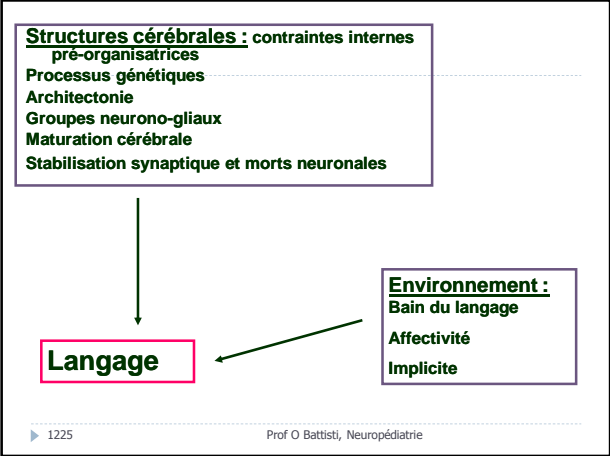 Structures cérébrales : contraintes internes
pré-organisatrices
Processus génétiques
Architectonie
Groupes neurono-gliaux
Maturation cérébrale
Stabilisation synaptique et morts neuronales
Environnement :
Bain du langage
Affectivité
Implicite
Langage
1225
Prof O Battisti, Neuropédiatrie